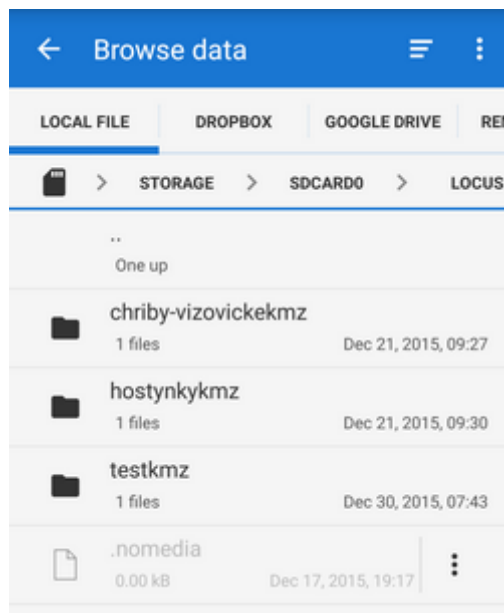 Browse data
LOCAL FILE DROPBOX GOOGLE DRIVE
STORAGE > SDCARD0 > LOCUS
..
One up
chriby-vizovickekmz
1 files Dec 21, 2015, 09:27
hostynkykmz
1 files Dec 21, 2015, 09:30
testkmz
1 files Dec 30, 2015, 07:43
.nomedia
0.00 kB Dec 17, 2015, 19:17